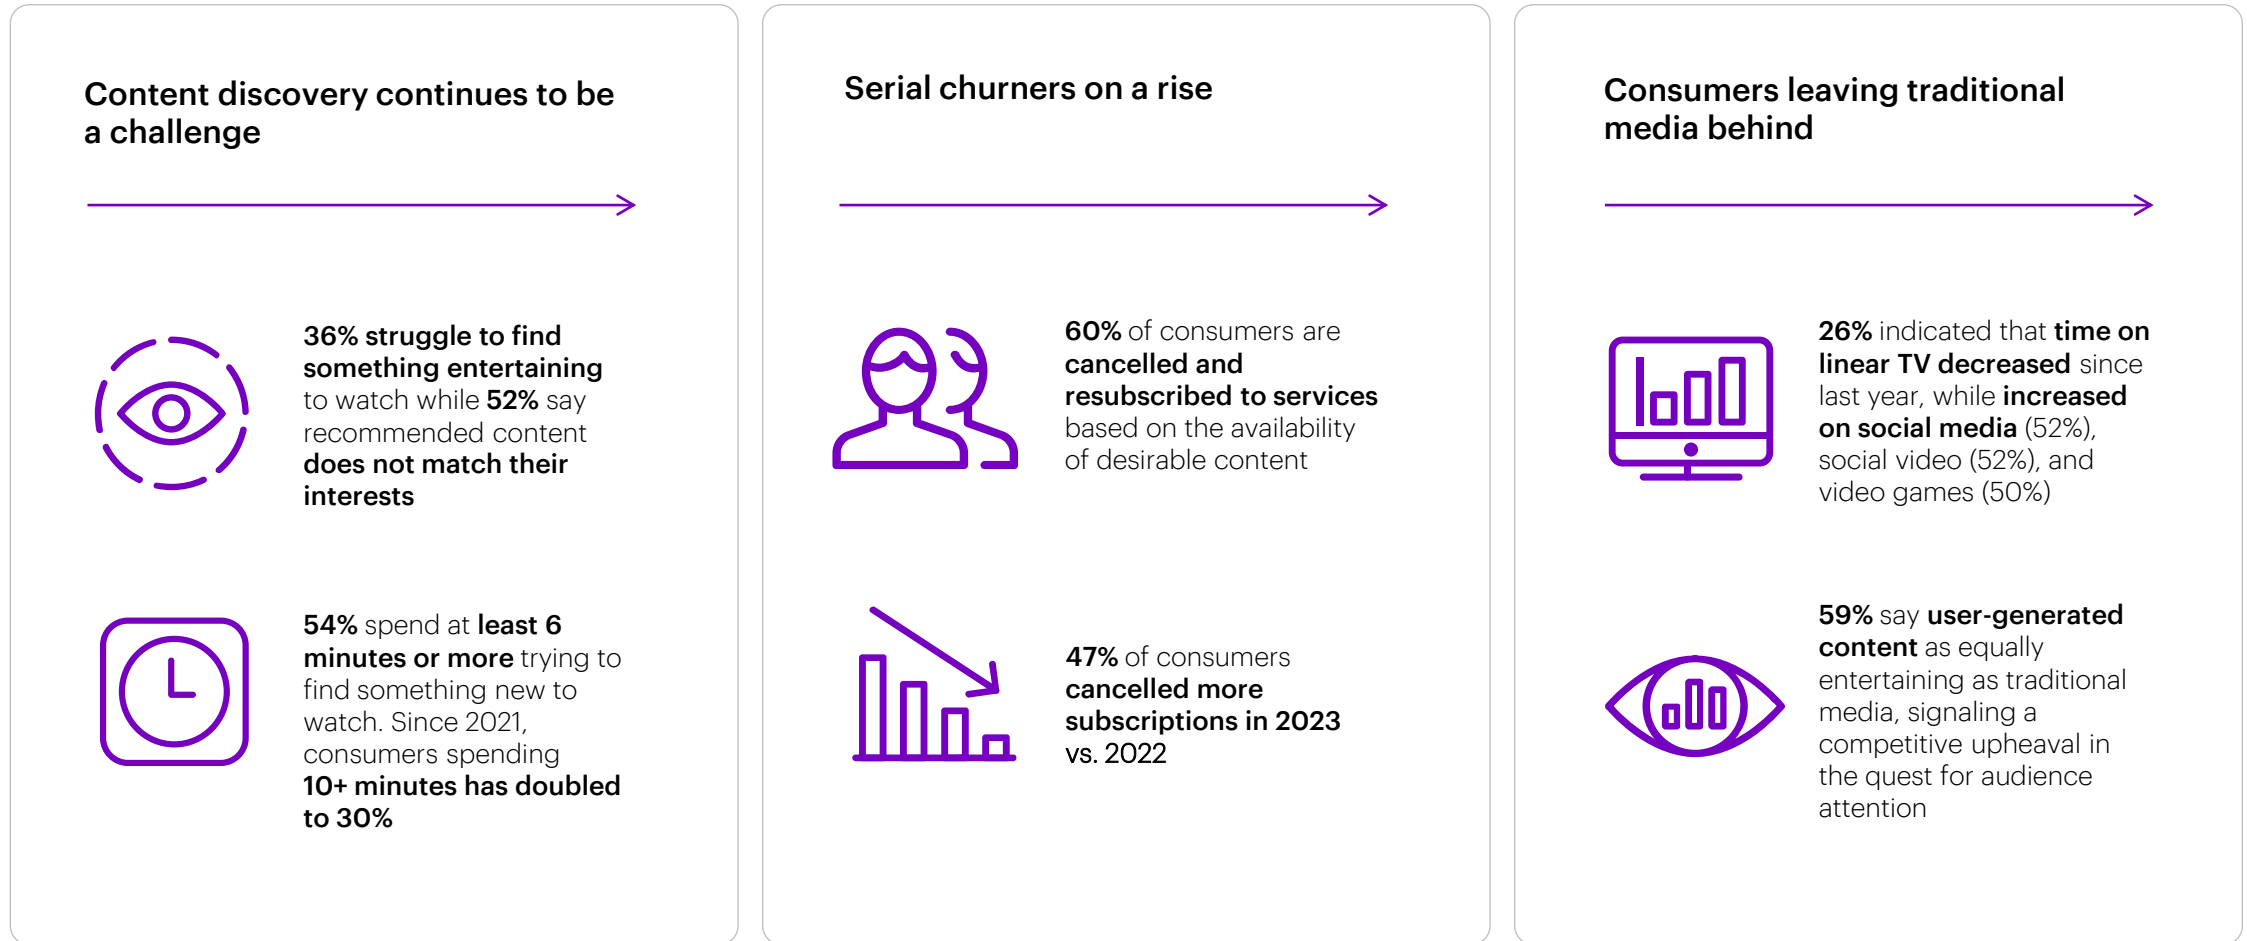 Content discovery continues to be
a challenge
36% struggle to find
something entertaining
to watch while 52% say
recommended content
does not match their
interests
54% spend at least 6
minutes or more trying to
find something new to
watch. Since 2021,
consumers spending
10+ minutes has doubled
to 30%
Serial churners on a rise
60% of consumers are
cancelled and
resubscribed to services
based on the availability
of desirable content
47% of consumers
cancelled more
subscriptions in 2023
vs. 2022
Consumers leaving traditional
media behind
26% indicated that time on
linear TV decreased since
last year, while increased
on social media (52%),
social video (52%), and
video games (50%)
59% say user-generated
content as equally
entertaining as traditional
media, signaling a
competitive upheaval in
the quest for audience
attention